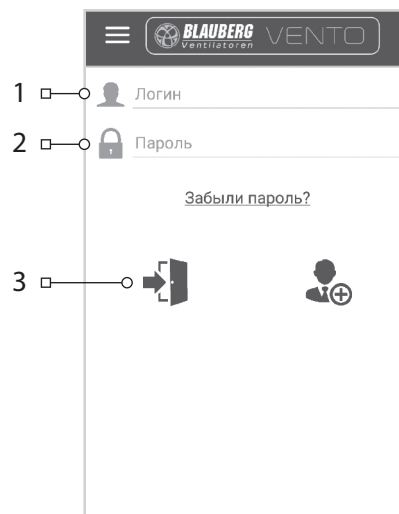 BLAUBERG VENTO
Ventilatoren
1 Логин
2 Пароль
Забыли пароль?
3